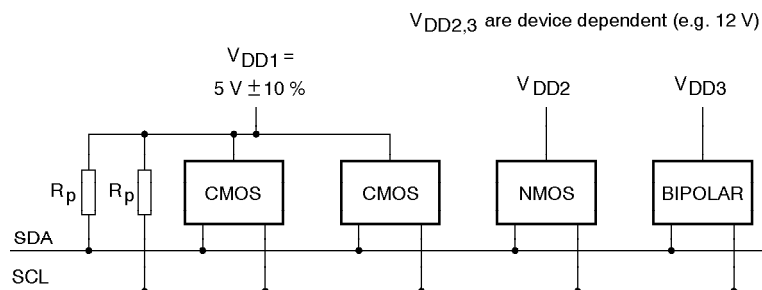 VDD2,3 are device dependent (e.g. 12 V)
VDD1 =
5 V ± 10 %
VDD2
VDD3
Rp
Rp
CMOS
CMOS
NMOS
BIPOLAR
SDA
SCL